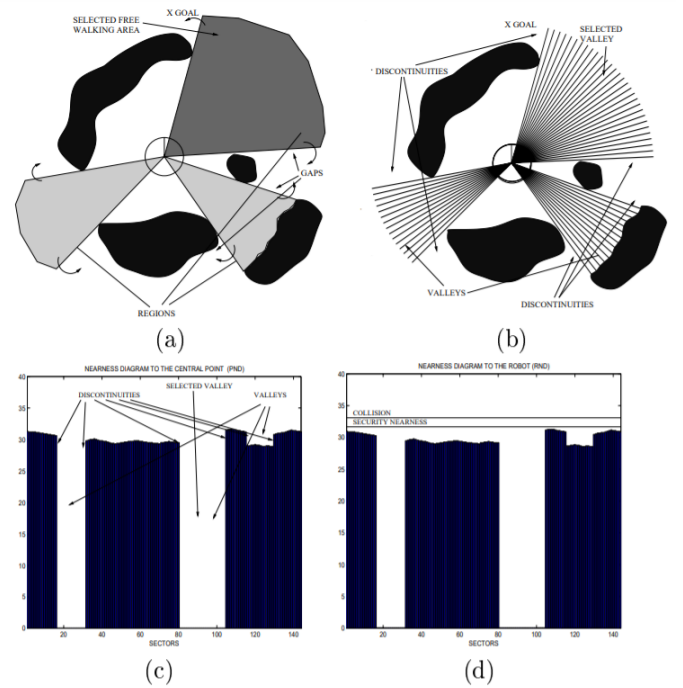 X GOAL
SELECTED FREE
WALKING AREA
GAPS
REGIONS
(a)
X GOAL
SELECTED
VALLEY
DISCONTINUITIES
VALLEYS
DISCONTINUITIES
(b)
NEARNESS DIAGRAM TO THE CENTRAL POINT (PND)
40
35
30
25
20
15
10
5
0
DISCONTINUITIES
SELECTED VALLEY
VALLEYS
20 40 60 80 100 120 140
SECTORS
(c)
NEARNESS DIAGRAM TO THE ROBOT (RND)
40
35
30
25
20
15
10
5
0
COLLISION
SECURITY NEARNESS
20 40 60 80 100 120 140
SECTORS
(d)